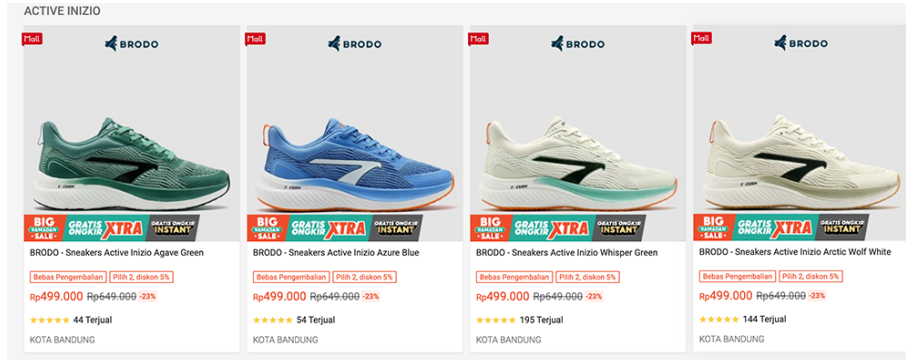 ACTIVE INIZIO
Mall
BRODO
BIG
RAMADAN
SALE
GRATIS
ONGKIR
XTRA
GRATIS ONGKIR
INSTANT
BRODO - Sneakers Active Inizio Agave Green
Bebas Pengembalian
Pilih 2, diskon 5%
Rp499.000 Rp649.000 -23%
44 Terjual
KOTA BANDUNG
Mall
BRODO
BIG
RAMADAN
SALE
GRATIS
ONGKIR
XTRA
GRATIS ONGKIR
INSTANT
BRODO - Sneakers Active Inizio Azure Blue
Bebas Pengembalian
Pilih 2, diskon 5%
Rp499.000 Rp649.000 -23%
54 Terjual
KOTA BANDUNG
Mall
BRODO
BIG
RAMADAN
SALE
GRATIS
ONGKIR
XTRA
GRATIS ONGKIR
INSTANT
BRODO - Sneakers Active Inizio Whisper Green
Bebas Pengembalian
Pilih 2, diskon 5%
Rp499.000 Rp649.000 -23%
195 Terjual
KOTA BANDUNG
Mall
BRODO
BIG
RAMADAN
SALE
GRATIS
ONGKIR
XTRA
GRATIS ONGKIR
INSTANT
BRODO - Sneakers Active Inizio Arctic Wolf White
Bebas Pengembalian
Pilih 2, diskon 5%
Rp499.000 Rp649.000 -23%
144 Terjual
KOTA BANDUNG